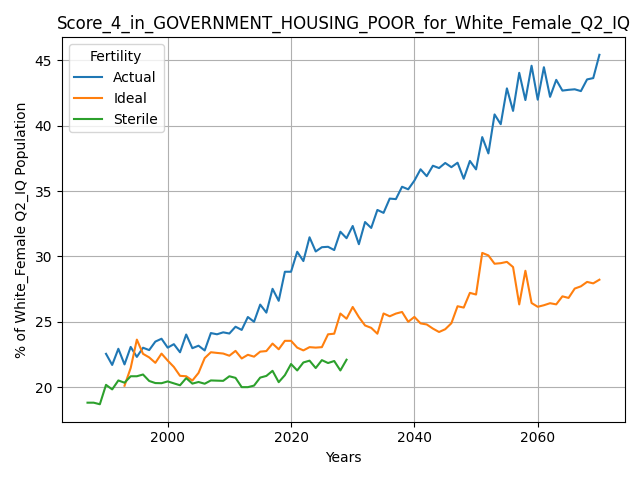 Score_4_in_GOVERNMENT_HOUSING_POOR_for_White_Female_Q2_IQ
Fertility
Actual
Ideal
Sterile
% of White_Female Q2_IQ Population
45
40
35
30
25
20
2000
2020
2040
2060
Years